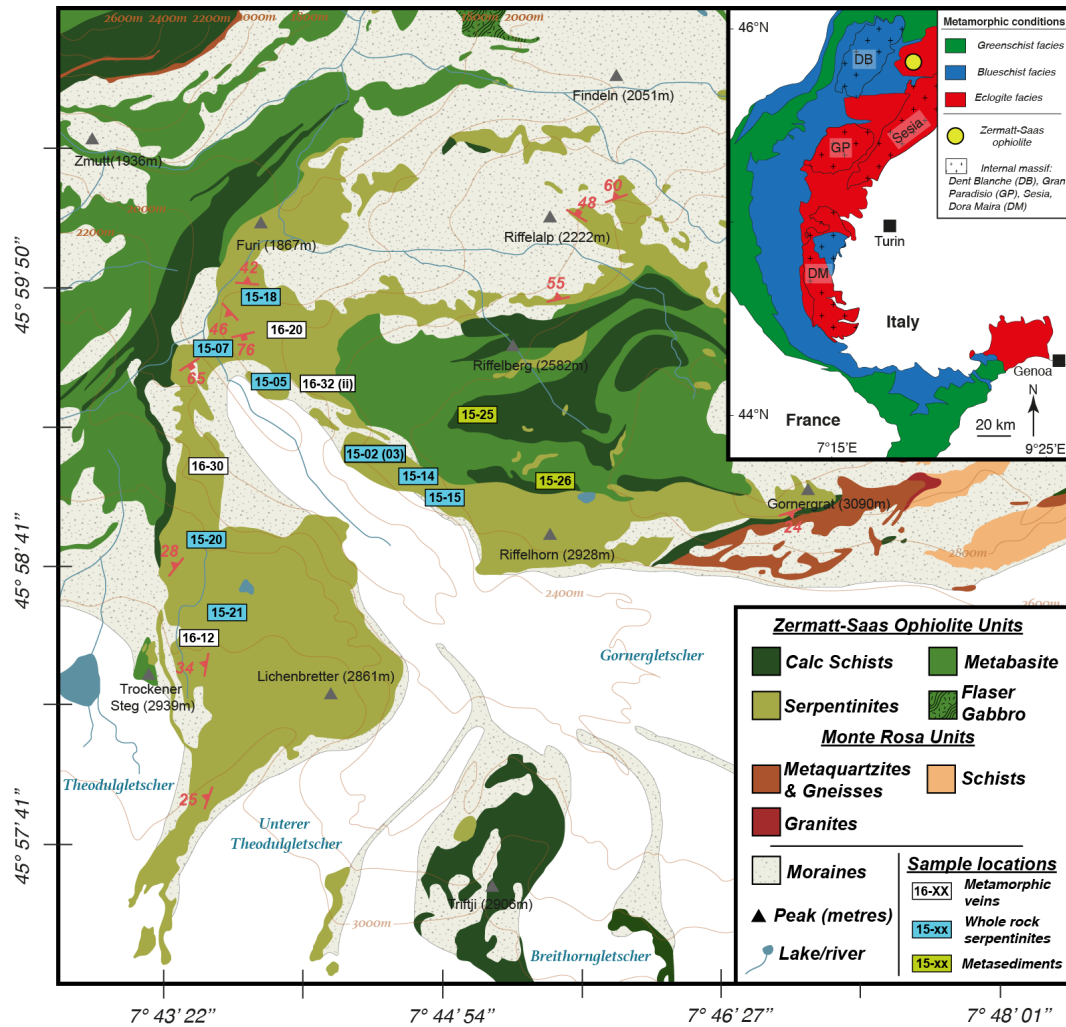 2600m
2400m
2200m
2000m
2000m
Findeln (2051m)
Zmutt(1936m)
60
48
2200m
Furi (1867m)
Riffelalp (2222m)
42
55
15-18
46
16-20
76
15-07
Riffelberg (2582m)
65
15-05
16-32 (ii)
15-25
15-02 (03)
16-30
15-14
15-26
15-15
Gornergrat (3090m)
24
15-20
Riffelhorn (2928m)
28
2800m
2400m
2600m
15-21
16-12
Gornergletscher
34
Lichenbretter (2861m)
Trockener
Steg (2939m)
Theodulgletscher
25
Unterer
Theodulgletscher
Triftji (2906m)
3000m
Breithorngletscher
45° 59' 50”
45° 58' 41”
45° 57' 41”
7° 43' 22”
7° 44' 54”
7° 46' 27”
7° 48' 01”
46°N
DB
Sesia
GP
Turin
DM
Italy
Genoa
N
44°N
France
20 km
7°15'E
9°25'E
Metamorphic conditions
Greenschist facies
Blueschist facies
Eclogite facies
Zermatt-Saas
ophiolite
Internal massif:
Dent Blanche (DB), Gran
Paradisio (GP), Sesia,
Dora Maira (DM)
Zermatt-Saas Ophiolite Units
Calc Schists
Metabasite
Serpentinites
Flaser
Gabbro
Monte Rosa Units
Metaquartzites
& Gneisses
Schists
Granites
Moraines
Peak (metres)
Lake/river
Sample locations
16-XX
Metamorphic
veins
15-xx
Whole rock
serpentinites
15-xx
Metasediments